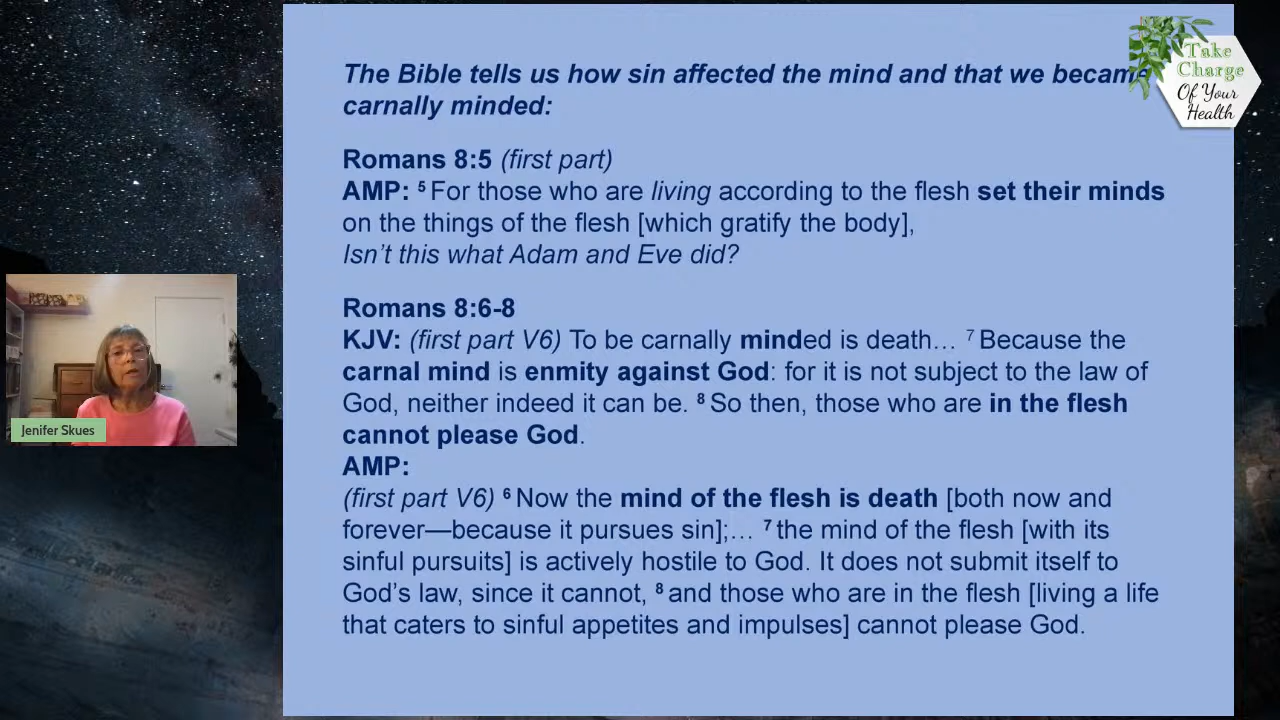 The Bible tells us how sin affected the mind and that we became
carnally minded:
Take
Charge
Of Your
Health
Romans 8:5 (first part)
AMP: ⁵ For those who are living according to the flesh set their minds
on the things of the flesh [which gratify the body],
Isn’t this what Adam and Eve did?
Romans 8:6-8
KJV: (first part V6) To be carnally minded is death… ⁷ Because the
carnal mind is enmity against God: for it is not subject to the law of
God, neither indeed it can be. ⁸ So then, those who are in the flesh
cannot please God.
AMP:
(first part V6) ⁶ Now the mind of the flesh is death [both now and
forever—because it pursues sin];… ⁷ the mind of the flesh [with its
sinful pursuits] is actively hostile to God. It does not submit itself to
God’s law, since it cannot, ⁸ and those who are in the flesh [living a life
that caters to sinful appetites and impulses] cannot please God.
Jenifer Skues